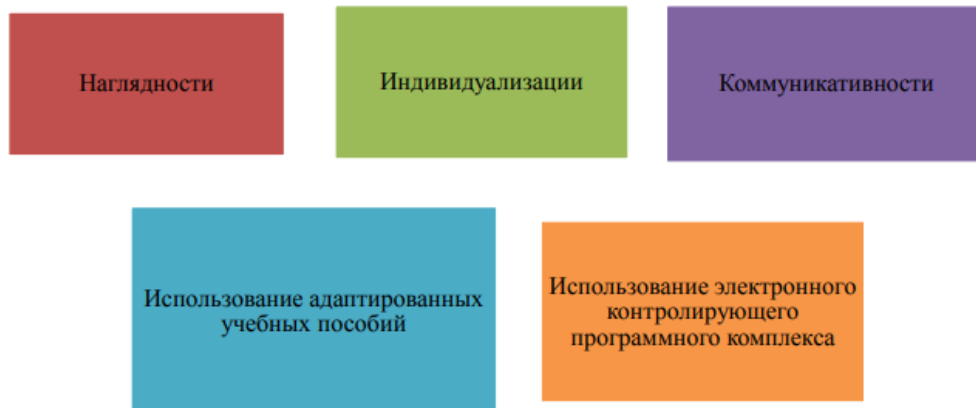 Наглядности
Индивидуализации
Коммуникативности
Использование адаптированных
учебных пособий
Использование электронного
контролирующего
программного комплекса